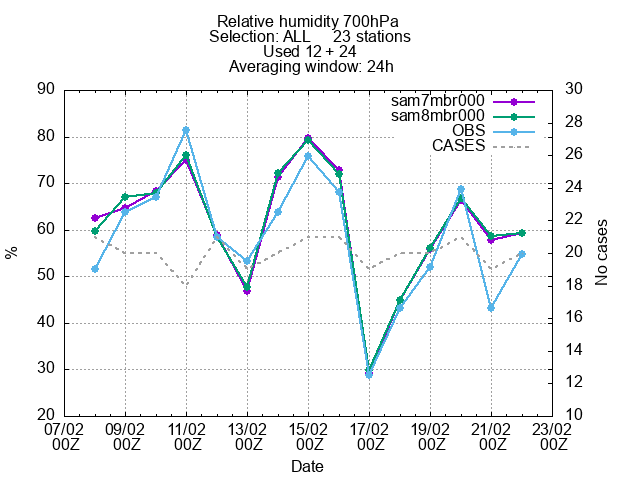 Relative humidity 700hPa
Selection: ALL 23 stations
Used 12 + 24
Averaging window: 24h
sam7mbr000
sam8mbr000
OBS
CASES
90
80
70
60
50
40
30
20
%
30
28
26
24
22
20
18
16
14
12
10
No cases
07/02 09/02 11/02 13/02 15/02 17/02 19/02 21/02 23/02
00Z 00Z 00Z 00Z 00Z 00Z 00Z 00Z 00Z
Date